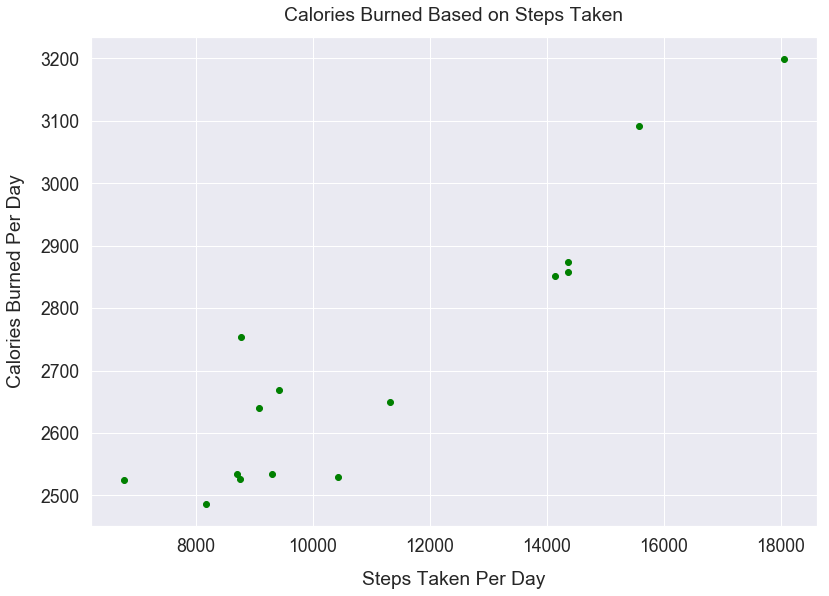 Calories Burned Based on Steps Taken
3200
3100
3000
2900
2800
2700
2600
2500
Calories Burned Per Day
8000 10000 12000 14000 16000 18000
Steps Taken Per Day